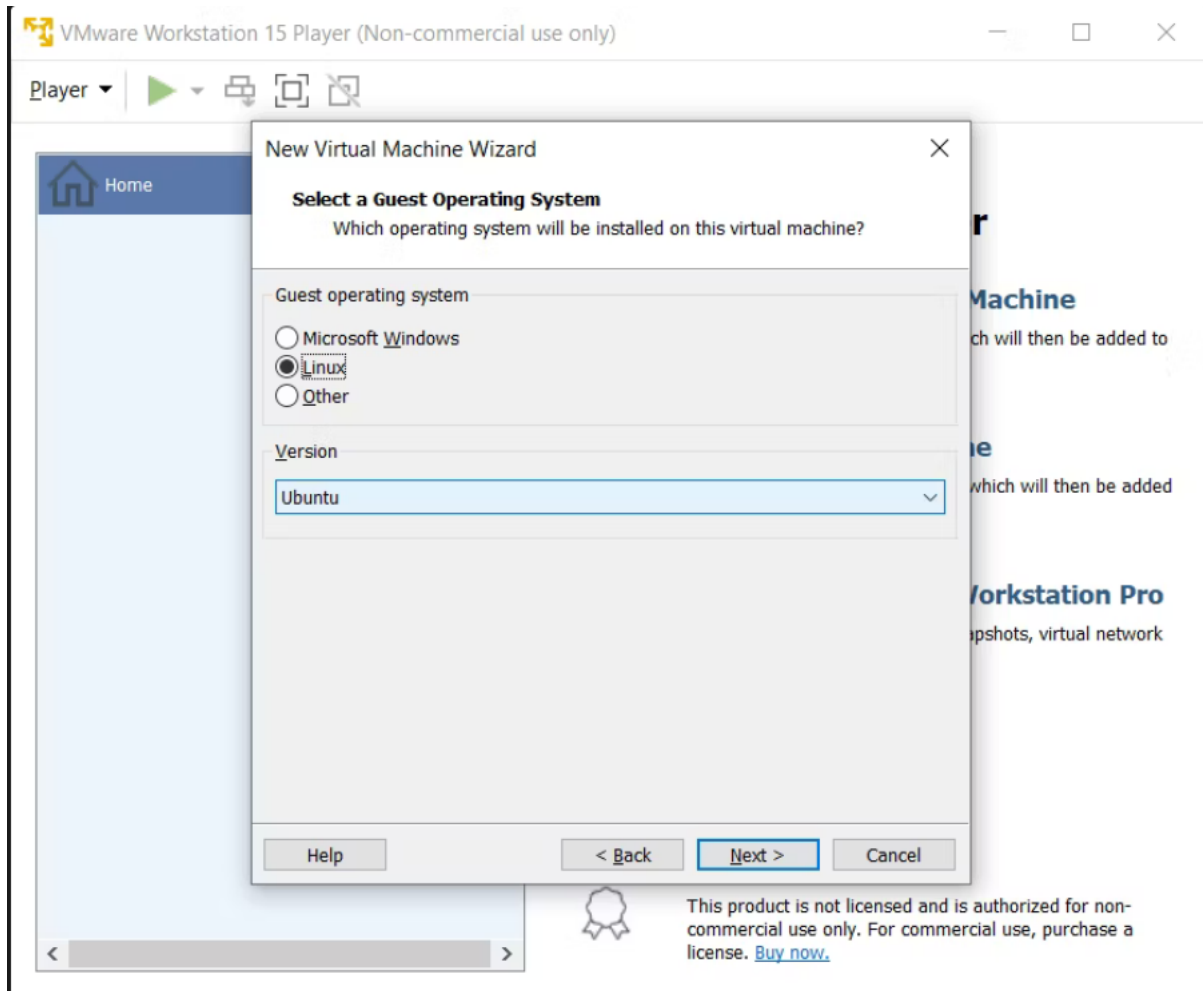 VMware Workstation 15 Player (Non-commercial use only)
Player
Home
New Virtual Machine Wizard
Select a Guest Operating System
Which operating system will be installed on this virtual machine?
Guest operating system
Microsoft Windows
Linux
Other
Version
Ubuntu
Help
< Back
Next >
Cancel
r
Machine
ch will then be added to
ne
which will then be added
Workstation Pro
apshots, virtual network
This product is not licensed and is authorized for non-
commercial use only. For commercial use, purchase a
license. Buy now.